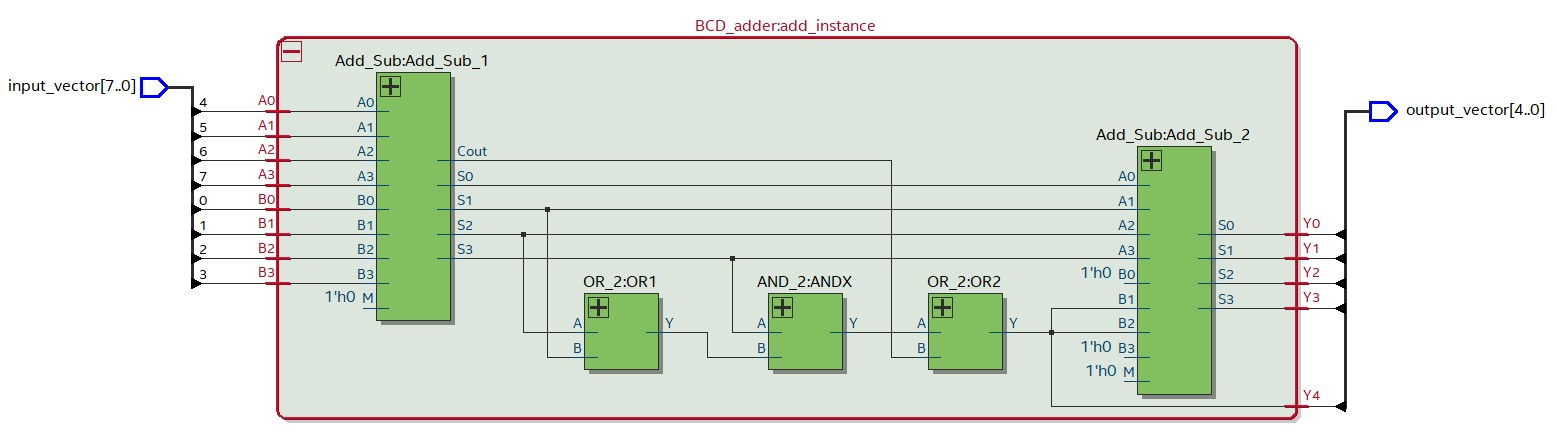 BCD_adder:add_instance
input_vector[7..0]
Add_Sub:Add_Sub_1
4 A0 A0
5 A1 A1
6 A2 A2
7 A3 A3
0 B0 B0
1 B1 B1
2 B2 B2
3 B3 B3
1'h0 M
Cout
S0
S1
S2
S3
OR_2:OR1
A
B
Y
AND_2:ANDX
A
B
Y
OR_2:OR2
A
B
Y
Add_Sub:Add_Sub_2
A0
A1
A2
A3
1'h0 B0
B1
B2
1'h0 B3
1'h0 M
S0 Y0
S1 Y1
S2 Y2
S3 Y3
Y4
output_vector[4..0]